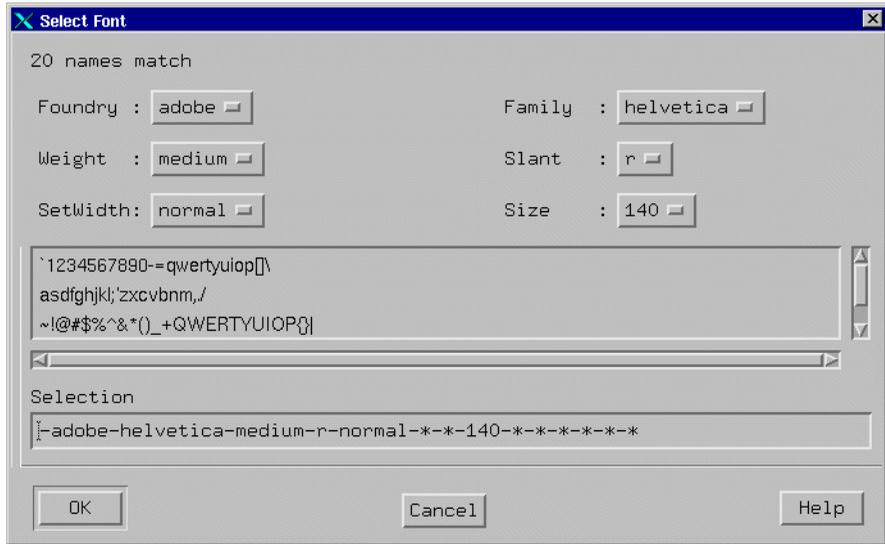 Select Font
20 names match
Foundry : adobe Family : helvetica
Weight : medium Slant : r
SetWidth: normal Size : 140
`1234567890-=qwertyuiop[]\
asdfghjkl;'zxcvbnm,./
~!@#$%^&*()_+QWERTYUIOP{}|
Selection
-adobe-helvetica-medium-r-normal-*-*-140-*-*-*-*-*-*
OK Cancel Help